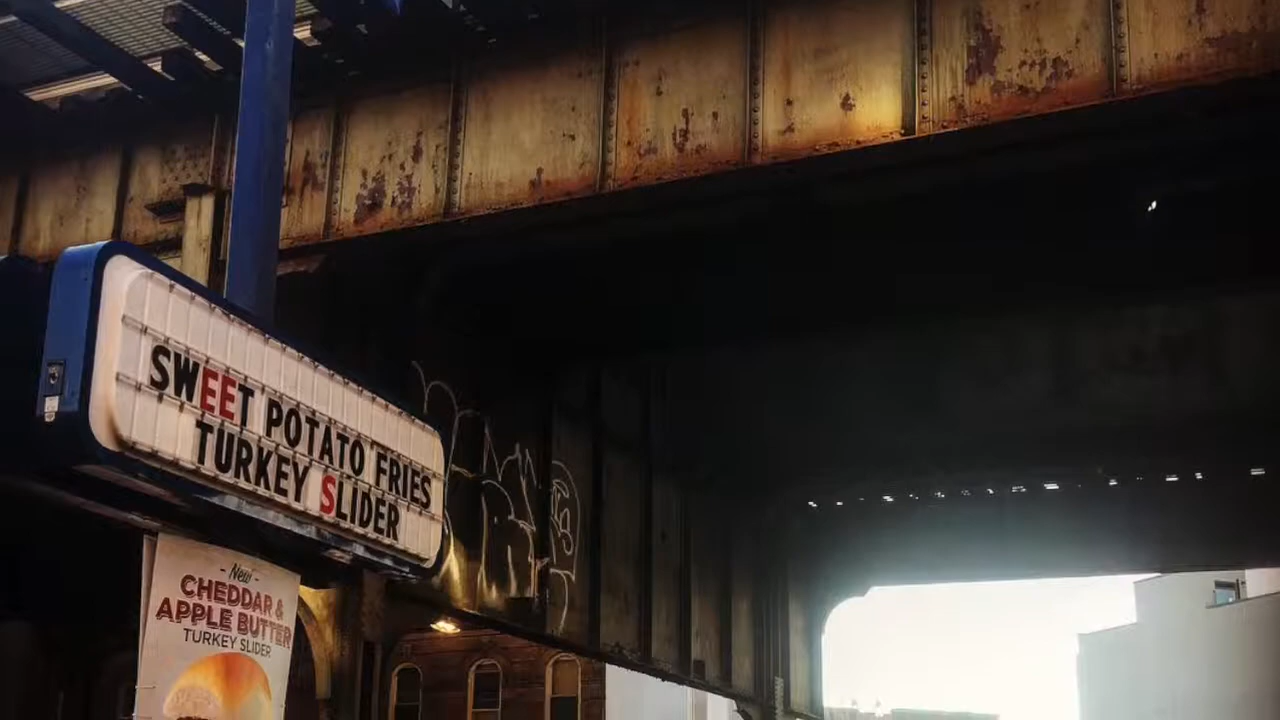 SWEET POTATO FRIES
TURKEY SLIDER
New
CHEDDAR &
APPLE BUTTER
TURKEY SLIDER